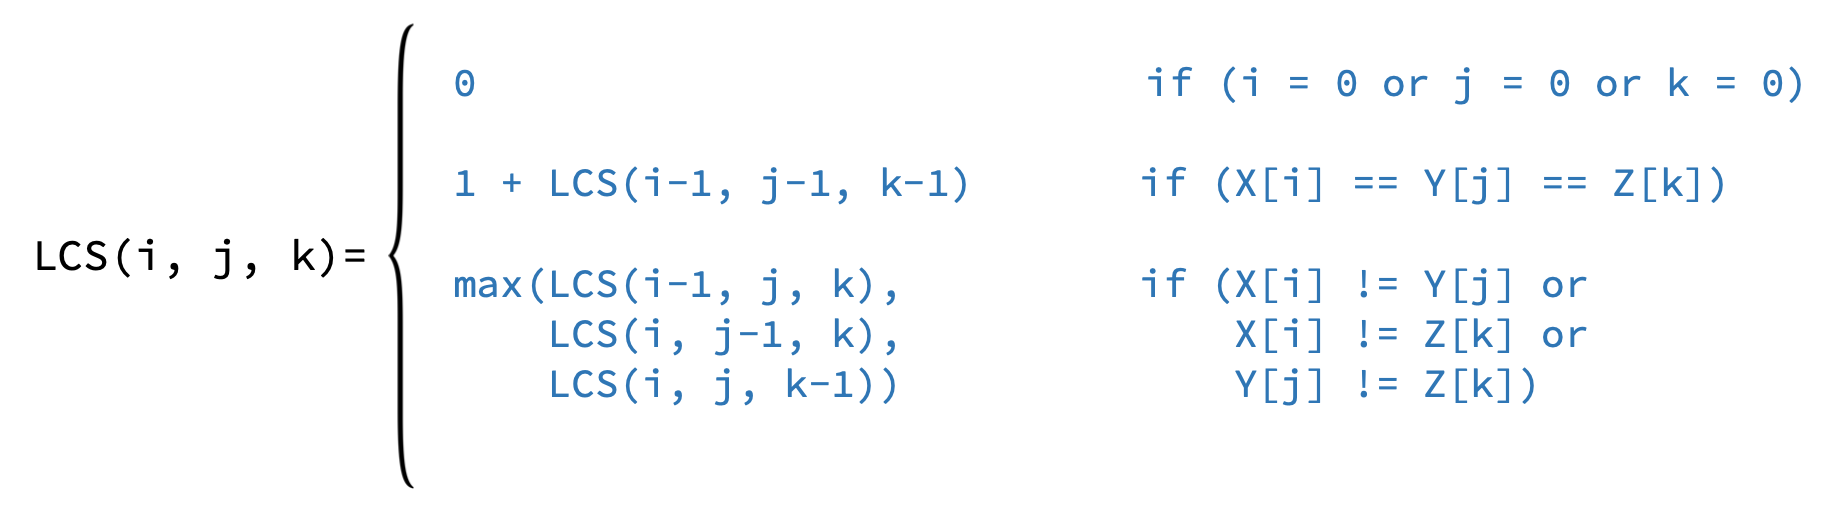 0 if (i = 0 or j = 0 or k = 0)
1 + LCS(i-1, j-1, k-1) if (X[i] == Y[j] == Z[k])
LCS(i, j, k)=
max(LCS(i-1, j, k), if (X[i] != Y[j] or
LCS(i, j-1, k), X[i] != Z[k] or
LCS(i, j, k-1)) Y[j] != Z[k])